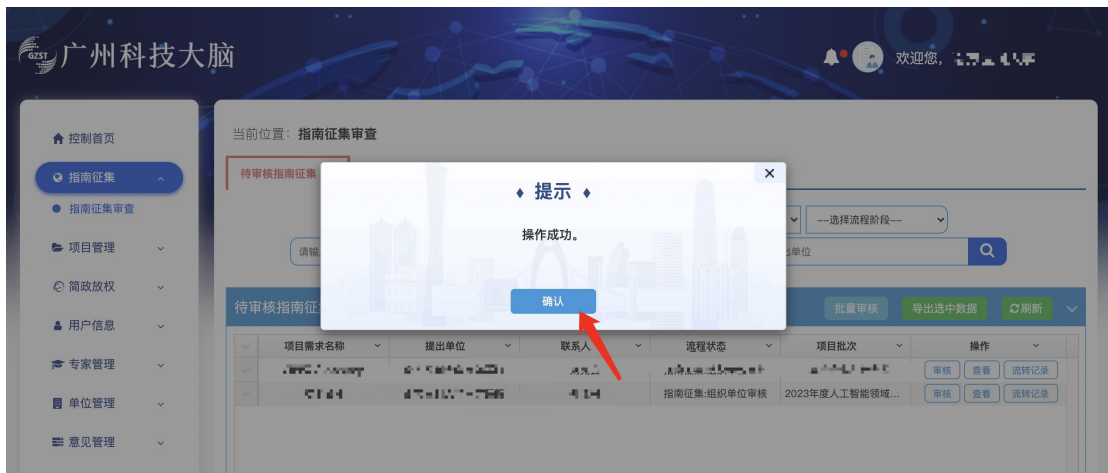 GZST 广州科技大脑
欢迎您,
控制首页
指南征集
指南征集审查
项目管理
简政放权
用户信息
专家管理
单位管理
意见管理
当前位置： 指南征集审查
待审核指南征集
--选择流程阶段--
请输
出单位
提示
操作成功。
确认
待审核指南征
批量审核 导出选中数据 刷新
项目需求名称 提出单位 联系人 流程状态 项目批次 操作
审核 查看 流转记录
指南征集:组织单位审核 2023年度人工智能领域... 审核 查看 流转记录